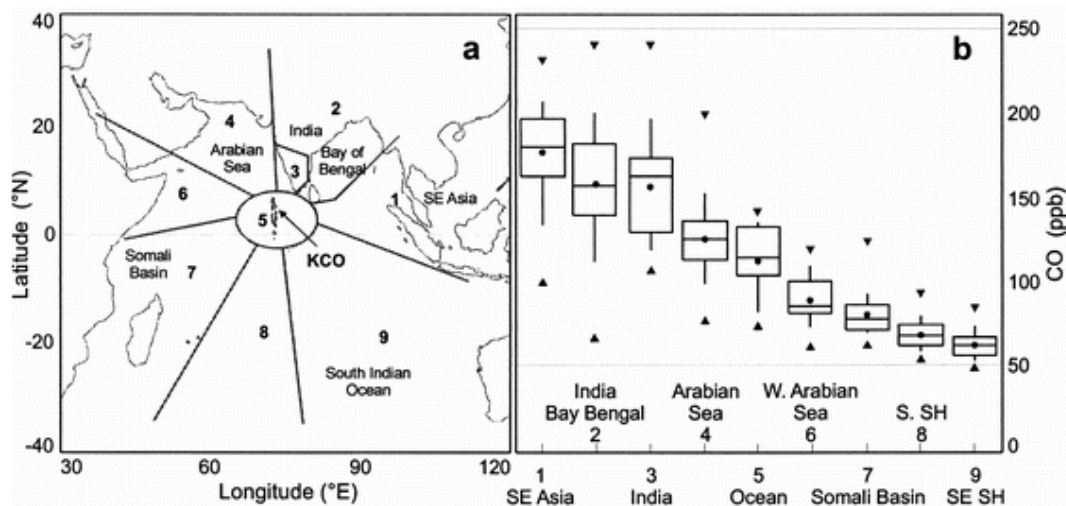 40
20
0
-20
-40
Latitude (°N)
30
60
90
120
Longitude (°E)
a
2
4
India
Arabian
Sea
Bay of
Bengal
3
1
SE Asia
6
5
KCO
Somali
Basin
7
8
9
South Indian
Ocean
b
250
200
150
100
50
0
CO (ppb)
India
Bay Bengal
2
Arabian
Sea
4
W. Arabian
Sea
6
S. SH
8
1
3
5
7
9
SE Asia
India
Ocean
Somali Basin
SE SH